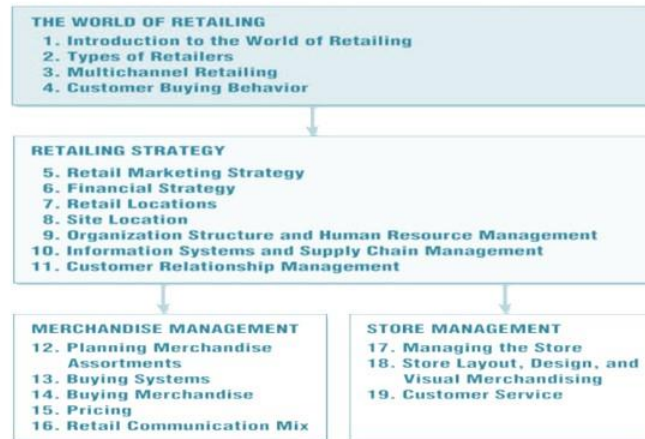 THE WORLD OF RETAILING
1. Introduction to the World of Retailing
2. Types of Retailers
3. Multichannel Retailing
4. Customer Buying Behavior
RETAILING STRATEGY
5. Retail Marketing Strategy
6. Financial Strategy
7. Retail Locations
8. Site Location
9. Organization Structure and Human Resource Management
10. Information Systems and Supply Chain Management
11. Customer Relationship Management
MERCHANDISE MANAGEMENT
12. Planning Merchandise
Assortments
13. Buying Systems
14. Buying Merchandise
15. Pricing
16. Retail Communication Mix
STORE MANAGEMENT
17. Managing the Store
18. Store Layout, Design, and
Visual Merchandising
19. Customer Service